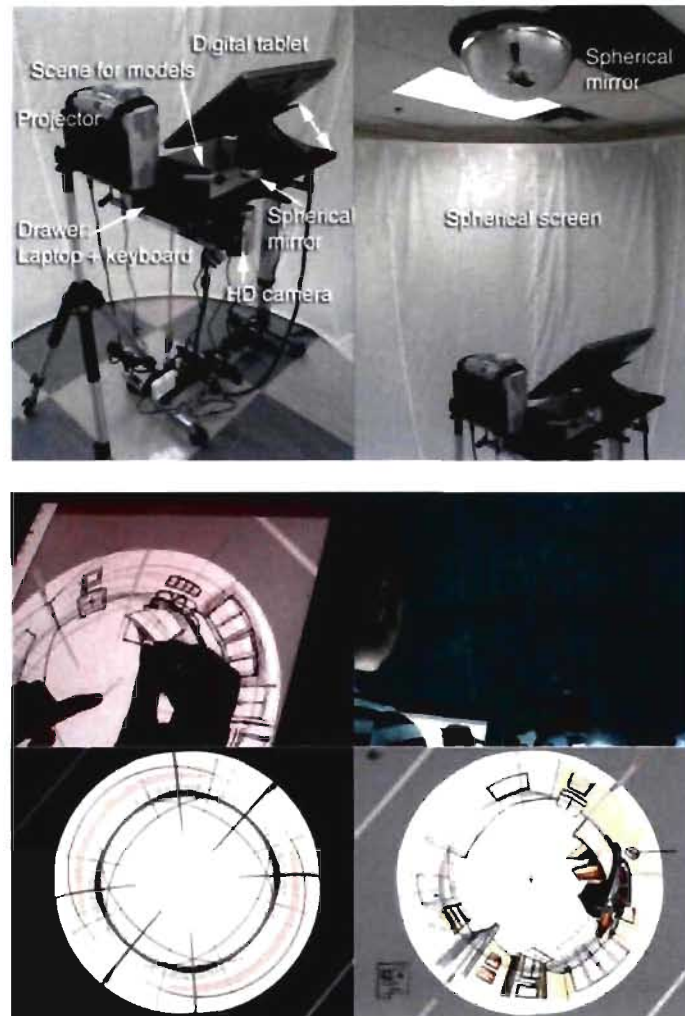 Digital tablet
Scene for models
Projector
Drawer:
Laptop + keyboard
Spherical
mirror
HD camera
Spherical
mirror
Spherical screen